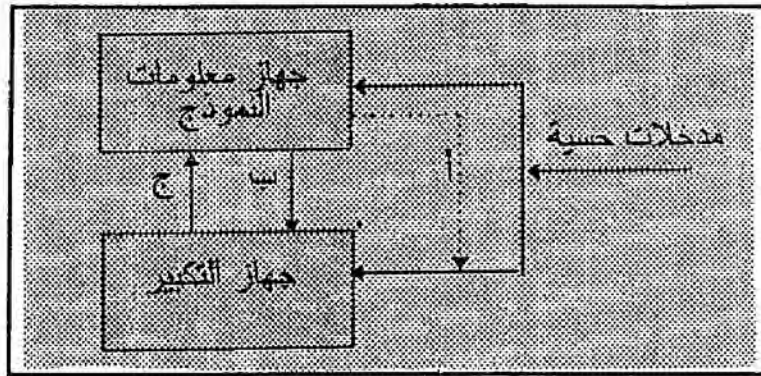 جهاز معلومات
النموذج
مدخلات حسية
أ
ب
ج
جهاز التكبير